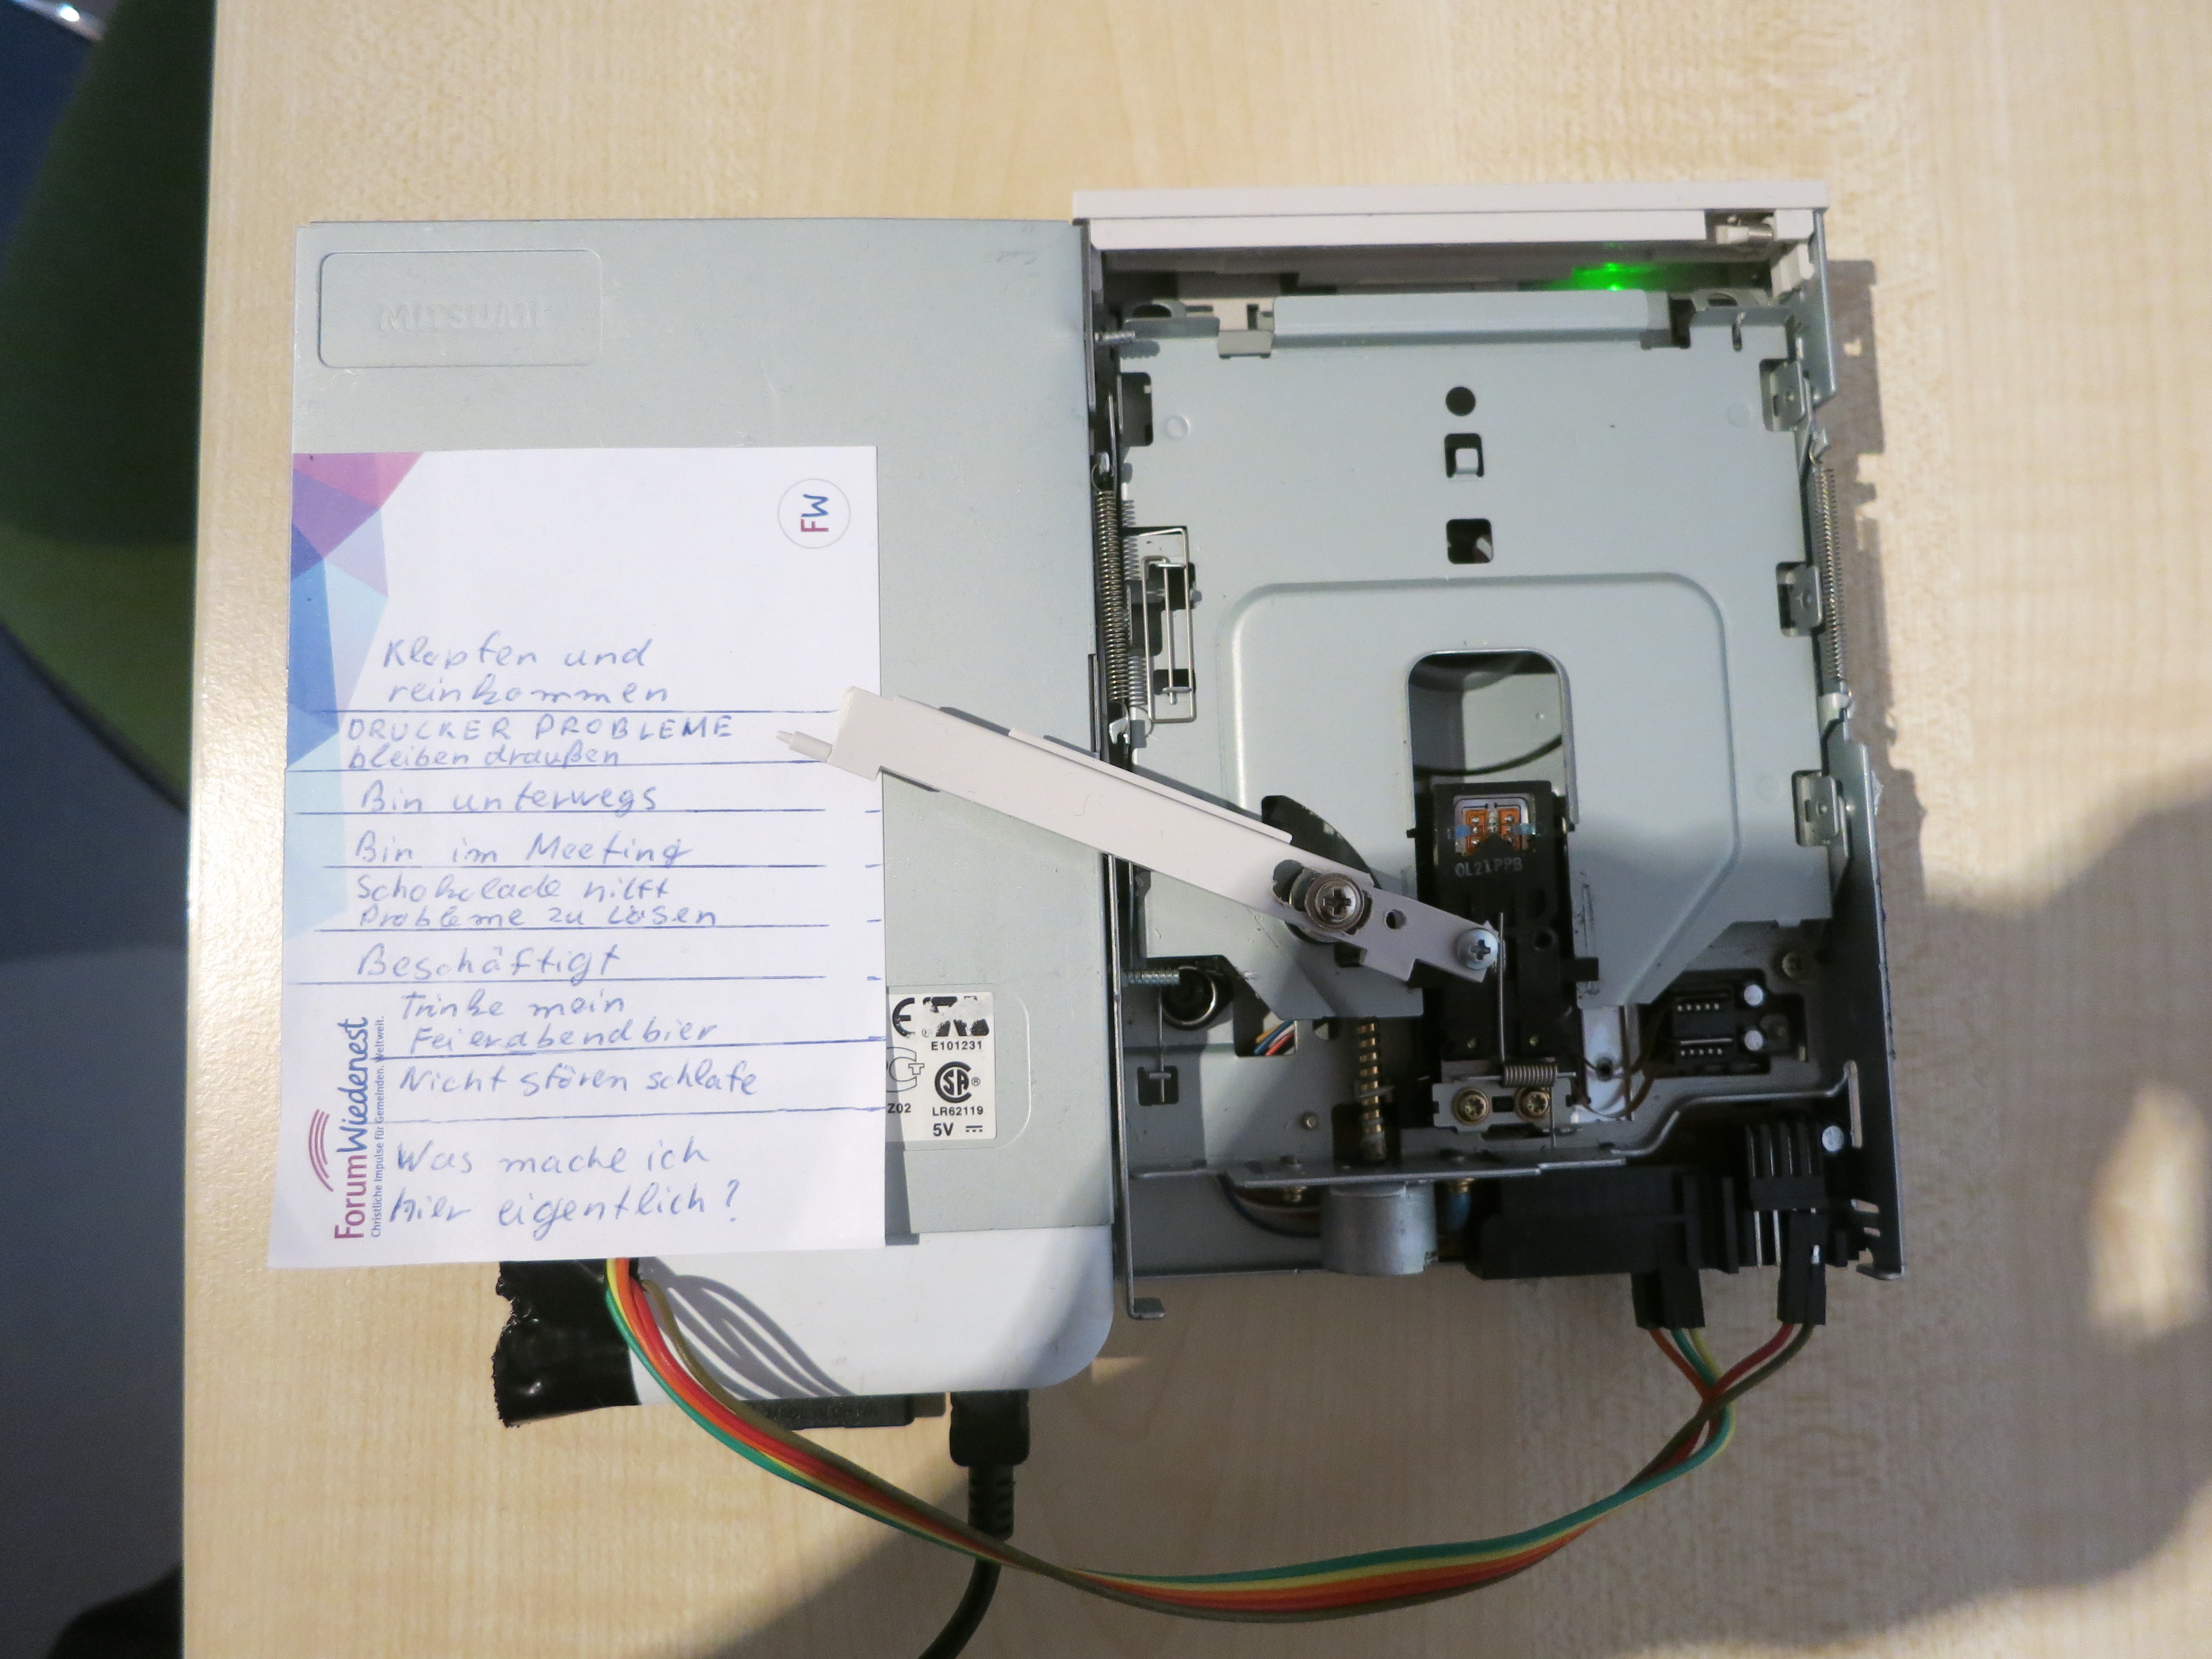 MITSUMI
FW
Klopfen und
reinkommen
DRUCKER PROBLEME
bleiben draußen
Bin unterwegs
Bin im Meeting
Schokolade hilft
Probleme zu Lösen
Beschäftigt
Trinke mein
Feierabendbier
Nicht stören schlafe
Was mache ich
hier eigentlich?
ForumWiedenest
Christliche Impulse für Gemeinden. Weltweit.
E101231
Z02
LR62119
5V
OL21PPB